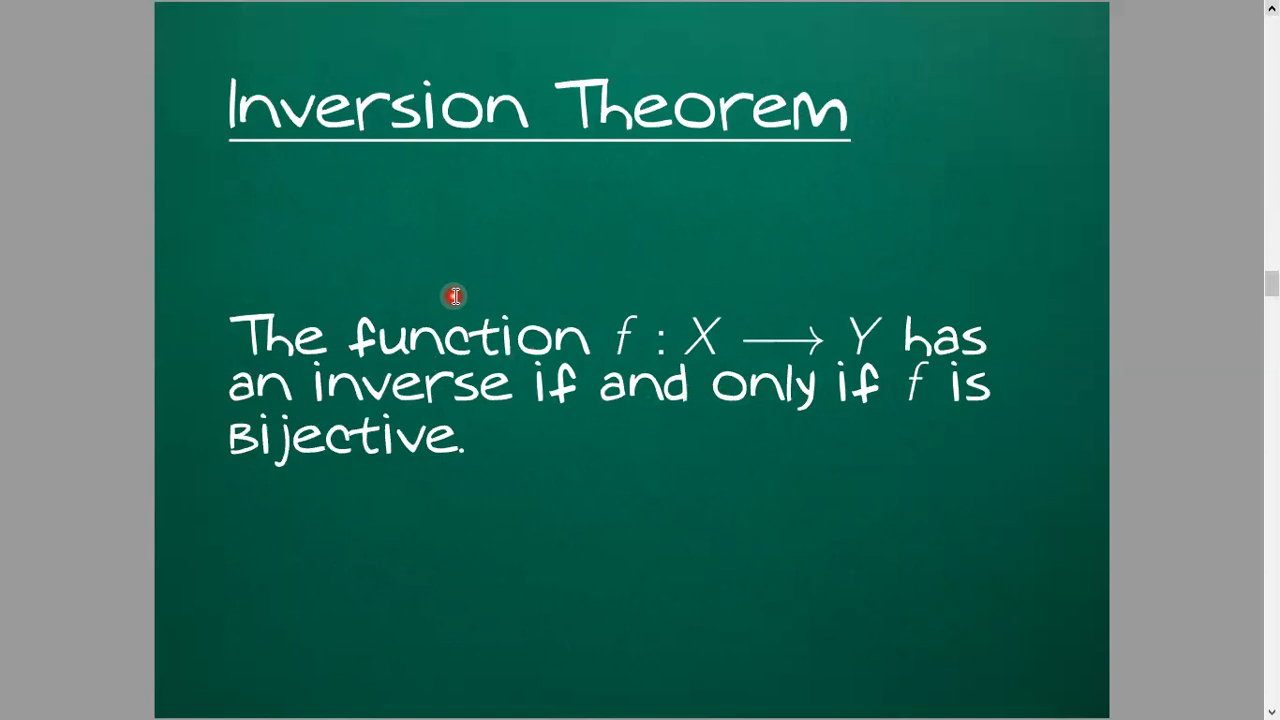 Inversion Theorem
The function f : X ⟶ Y has
an inverse if and only if f is
Bijective.